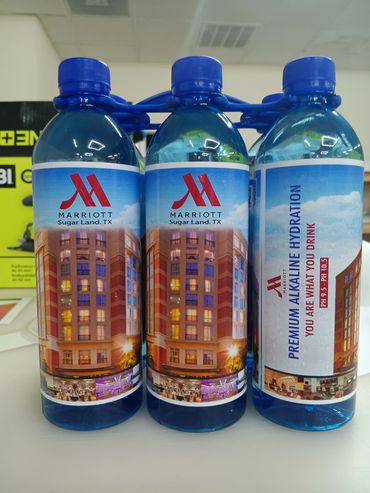 MARRIOTT
Sugar Land, TX
MARRIOTT
Sugar Land, TX
MARRIOTT
PREMIUM ALKALINE HYDRATION
YOU ARE WHAT YOU DRINK
PH 9.5 - PH 10.5